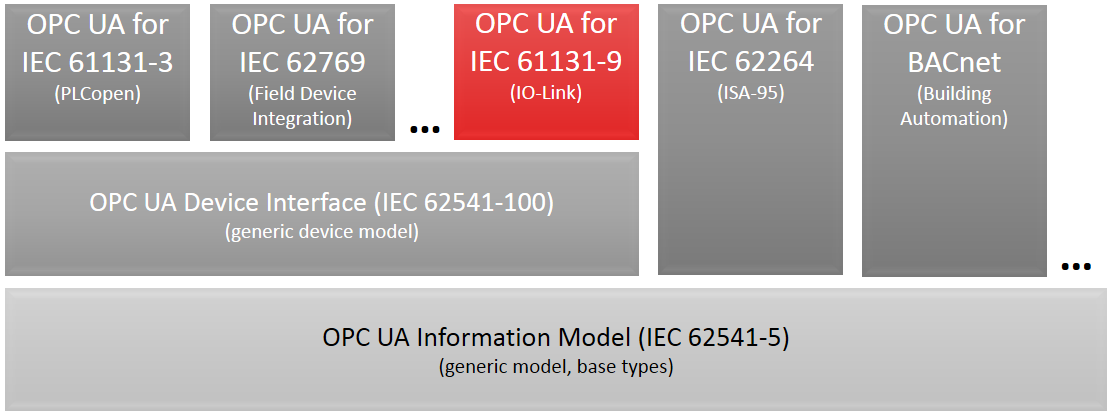 OPC UA for
IEC 61131-3
(PLCopen)
OPC UA for
IEC 62769
(Field Device
Integration)
...
OPC UA for
IEC 61131-9
(IO-Link)
OPC UA for
IEC 62264
(ISA-95)
OPC UA for
BACnet
(Building
Automation)
...
OPC UA Device Interface (IEC 62541-100)
(generic device model)
OPC UA Information Model (IEC 62541-5)
(generic model, base types)